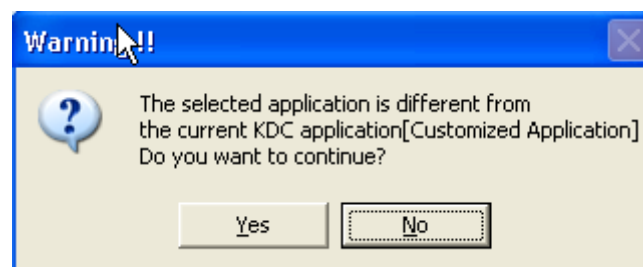 Warning!!
The selected application is different from
the current KDC application[Customized Application]
Do you want to continue?
Yes
No